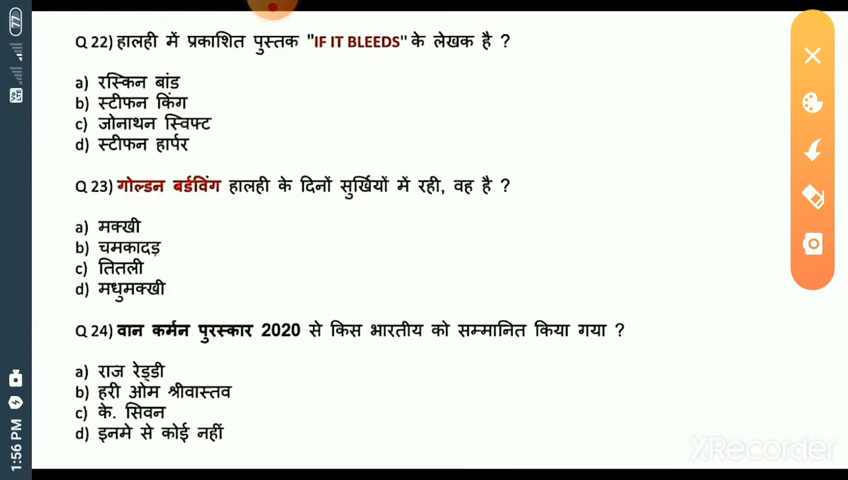 Q 22) हालही में प्रकाशित पुस्तक "IF IT BLEEDS" के लेखक है ?
a) रस्किन बांड
b) स्टीफन किंग
c) जोनाथन स्विफ्ट
d) स्टीफन हार्पर
Q 23) गोल्डन बर्डविंग हालही के दिनों सुर्खियों में रही, वह है ?
a) मक्खी
b) चमकादड़
c) तितली
d) मधुमक्खी
Q 24) वान कर्मन पुरस्कार 2020 से किस भारतीय को सम्मानित किया गया ?
a) राज रेड्डी
b) हरी ओम श्रीवास्तव
c) के. सिवन
d) इनमे से कोई नहीं
XRecorder
1:56 PM
77